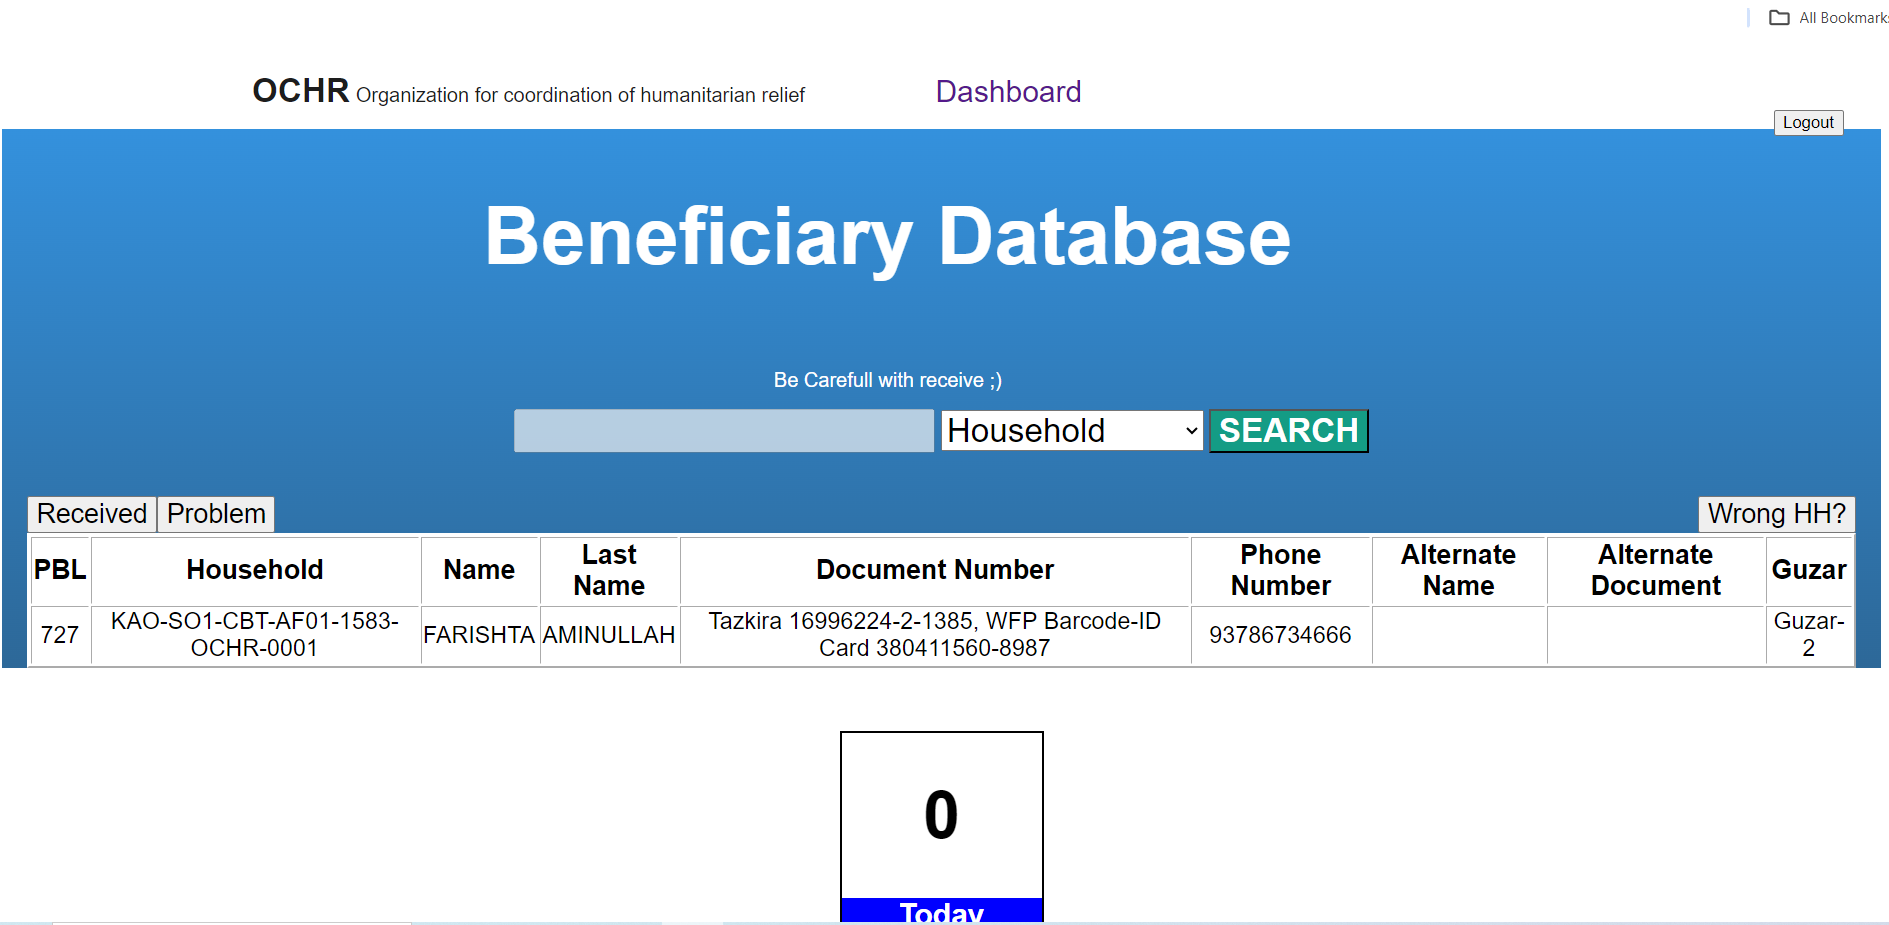 All Bookmarks
OCHR Organization for coordination of humanitarian relief
Dashboard
Logout
Beneficiary Database
Be Carefull with receive ;)
Household
SEARCH
Received
Problem
Wrong HH?
PBL
Household
Name
Last
Name
Document Number
Phone
Number
Alternate
Name
Alternate
Document
Guzar
727
KAO-SO1-CBT-AF01-1583-
OCHR-0001
FARISHTA
AMINULLAH
Tazkira 16996224-2-1385, WFP Barcode-ID
Card 380411560-8987
93786734666
Guzar-
2
0
Today